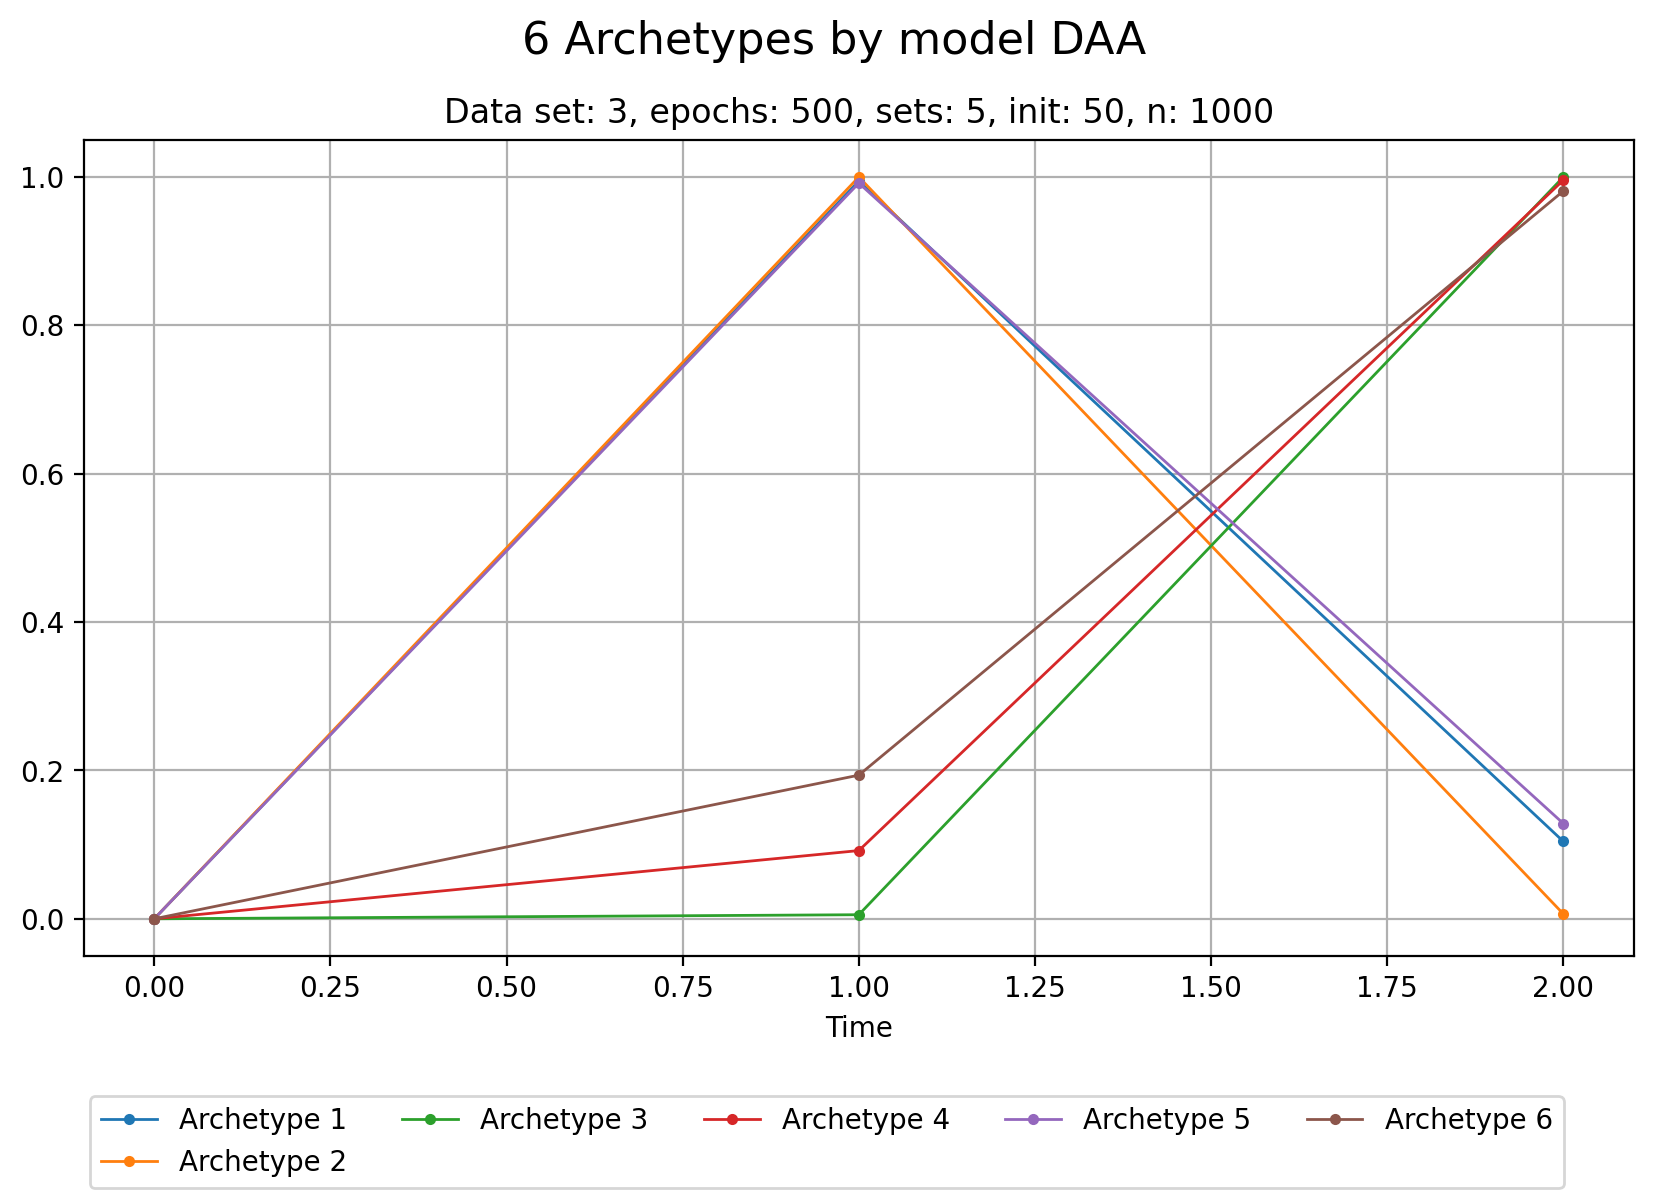 6 Archetypes by model DAA
Data set: 3, epochs: 500, sets: 5, init: 50, n: 1000
1.0
0.8
0.6
0.4
0.2
0.0
0.00 0.25 0.50 0.75 1.00 1.25 1.50 1.75 2.00
Time
Archetype 1 Archetype 3 Archetype 4 Archetype 5 Archetype 6
Archetype 2